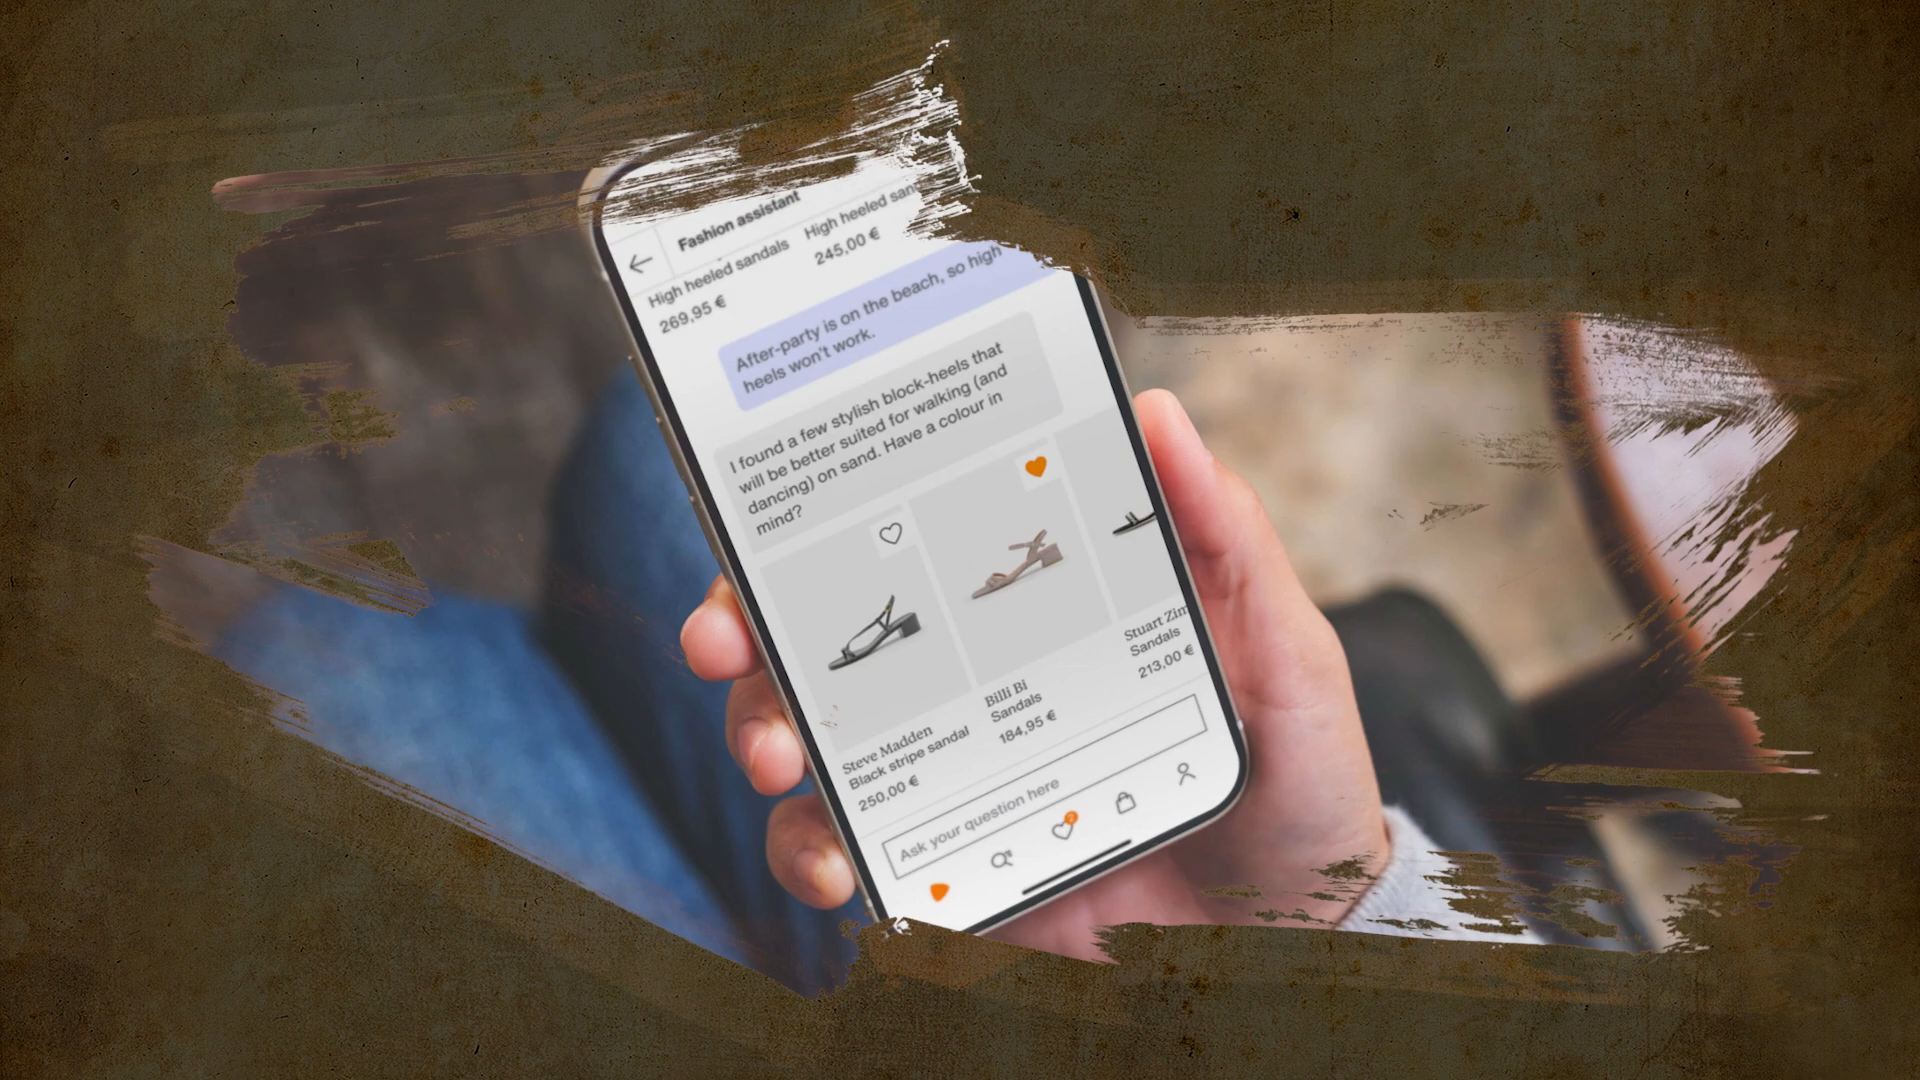 Fashion assistant
High heeled sandals
269,95 €
High heeled
245,00 €
After-party is on the beach, so high
heels won't work.
I found a few stylish block-heels that
will be better suited for walking (and
dancing) on sand. Have a colour in
mind?
Steve Madden
Black stripe sandal
250,00 €
Billi Bi
Sandals
184,95 €
Stuart
Sandals
213,00 €
Ask your question here